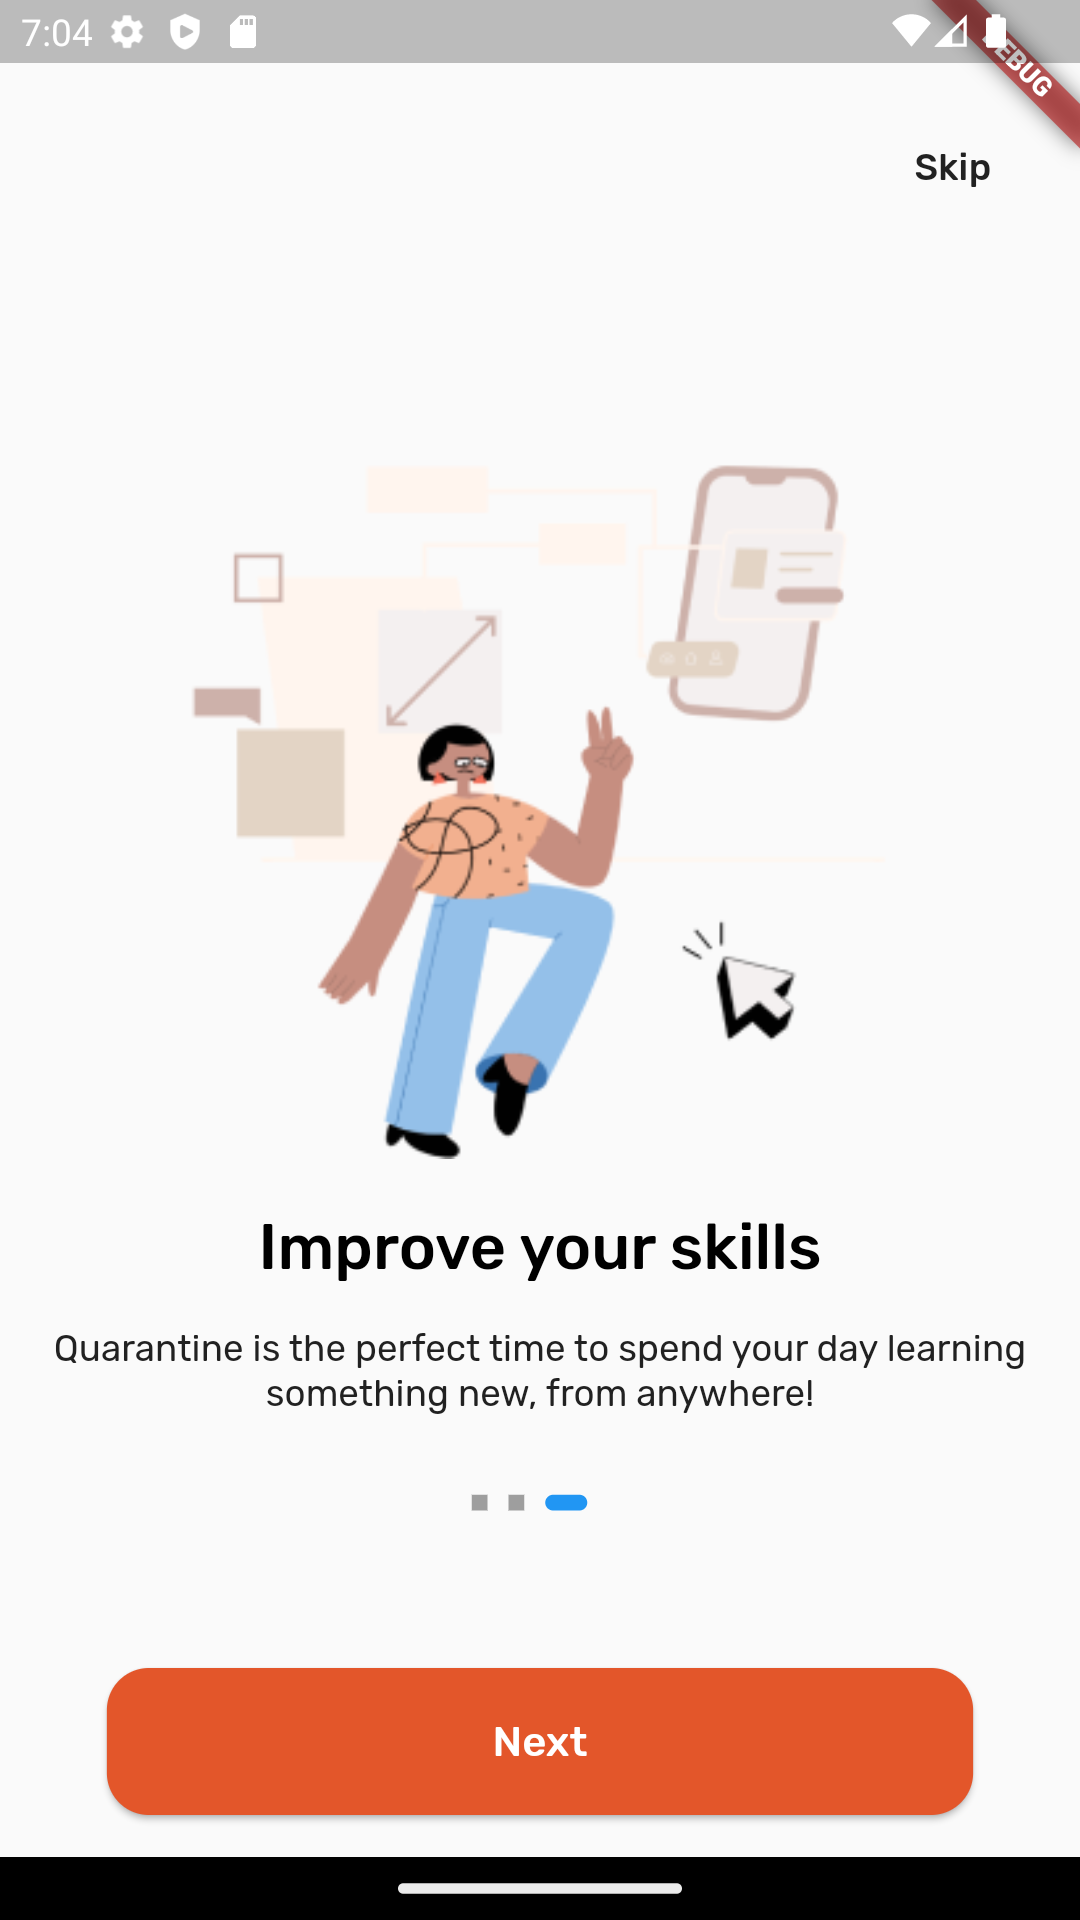 7:04
DEBUG
Skip
Improve your skills
Quarantine is the perfect time to spend your day learning
something new, from anywhere!
Next